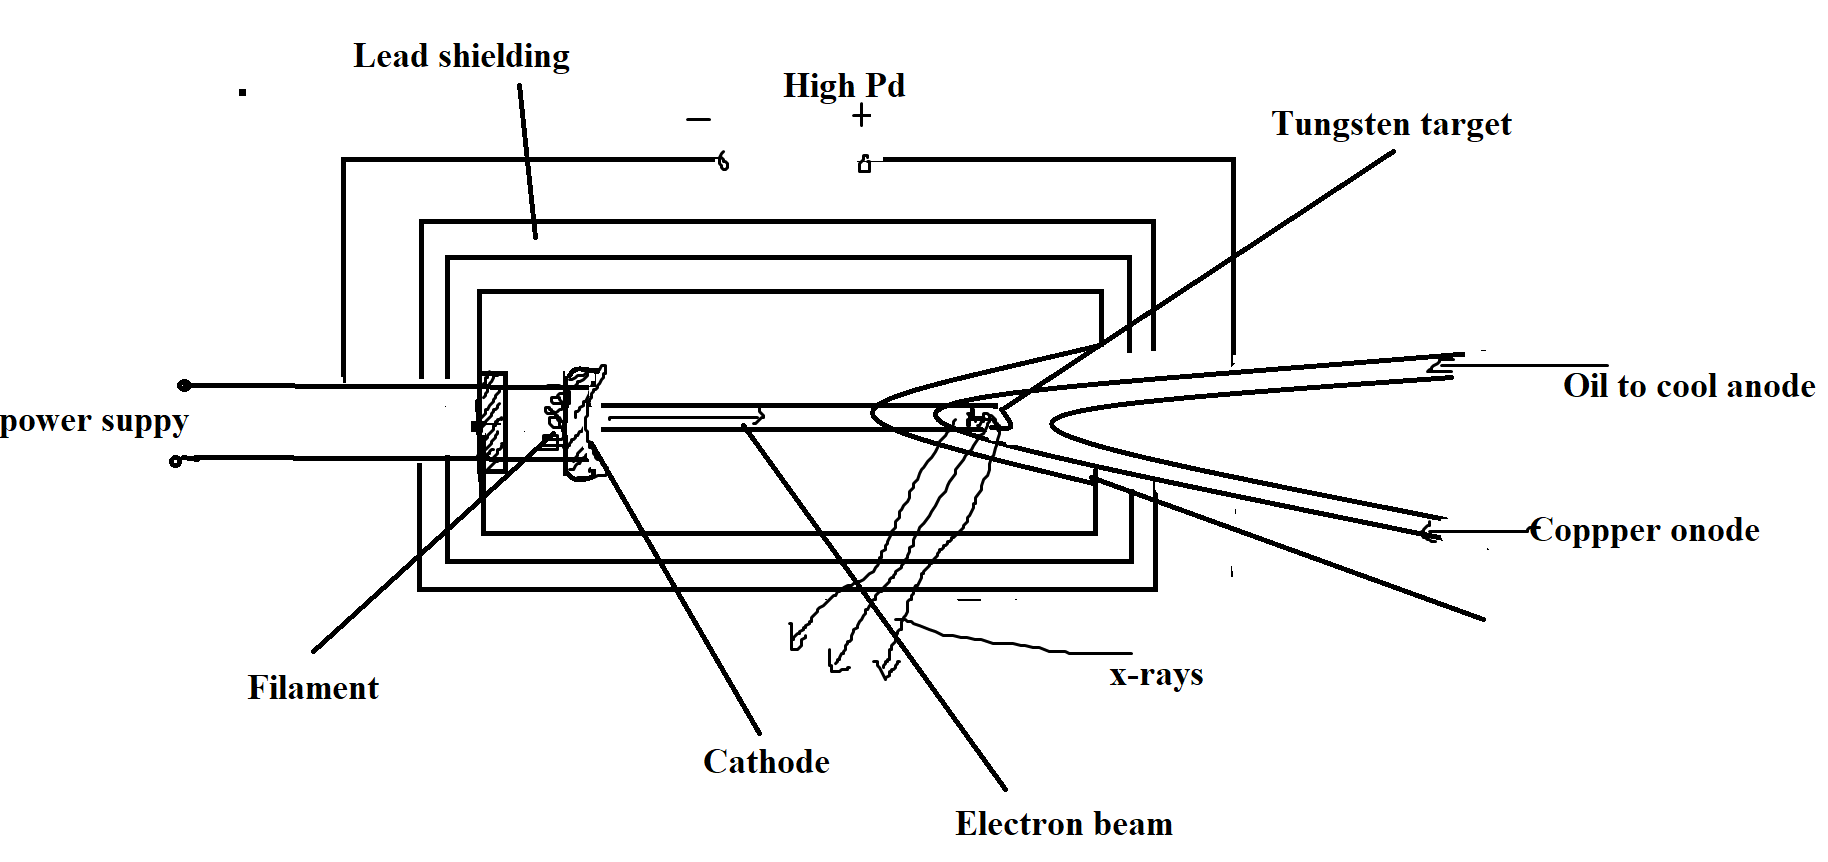 Lead shielding
High Pd
− +
Tungsten target
Oil to cool anode
power suppy
Coppper onode
x-rays
Filament
Cathode
Electron beam